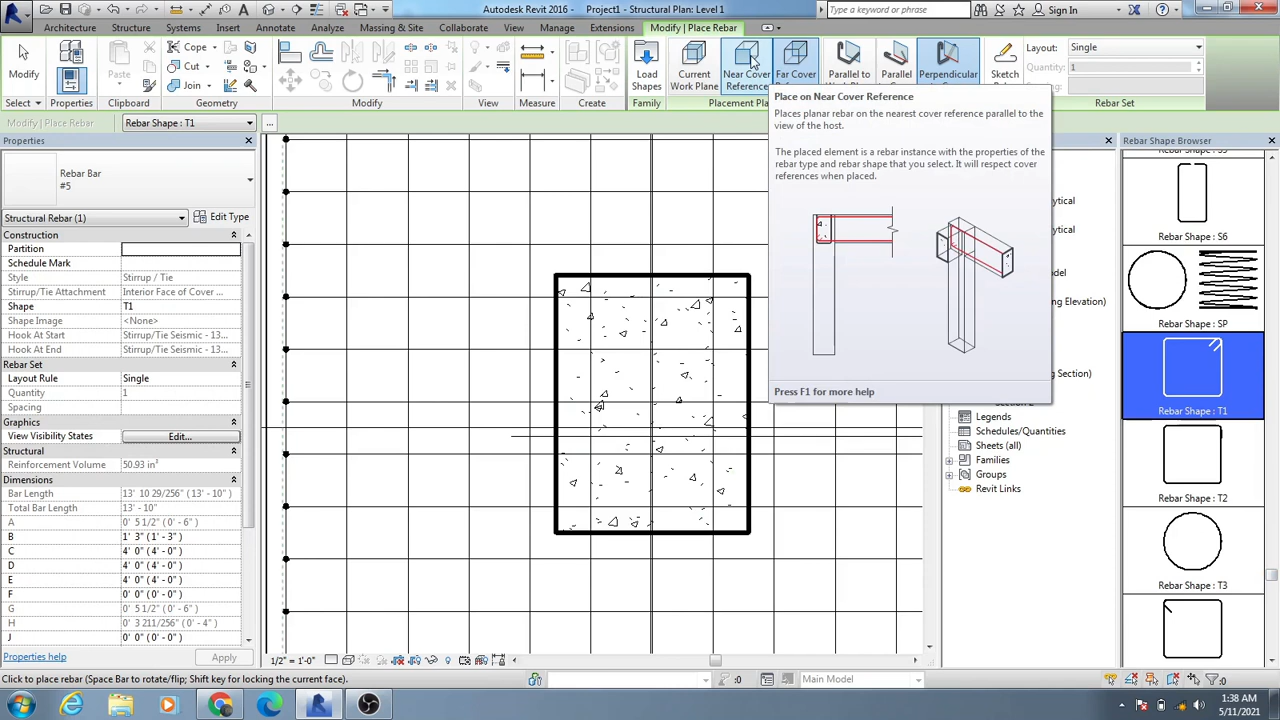 Autodesk Revit 2016 - Project1 - Structural Plan: Level 1
Type a keyword or phrase
Sign In
Architecture Structure Systems Insert Annotate Analyze Massing & Site Collaborate View Manage Extensions Modify | Place Rebar
Modify
Paste
Cope
Cut
Join
Load Shapes
Current Work Plane
Near Cover Reference
Far Cover
Parallel to
Parallel
Perpendicular
Sketch
Layout: Single
Quantity: 1
Select Properties Clipboard Geometry Modify View Measure Create Family Rebar Set
Modify | Place Rebar
Rebar Shape : T1
...
Properties
Rebar Bar
#5
Structural Rebar (1)
Edit Type
Construction
Partition
Schedule Mark
Style Stirrup / Tie
Stirrup/Tie Attachment Interior Face of Cover ...
Shape T1
Shape Image <None>
Hook At Start Stirrup/Tie Seismic - 13...
Hook At End Stirrup/Tie Seismic - 13...
Rebar Set
Layout Rule Single
Quantity 1
Spacing
Graphics
View Visibility States Edit...
Structural
Reinforcement Volume 50.93 in³
Dimensions
Bar Length 13' 10 29/256" ( 13' - 10" )
Total Bar Length 13' - 10"
A 0' 5 1/2" ( 0' - 6" )
B 1' 3" ( 1' - 3" )
C 4' 0" ( 4' - 0" )
D 4' 0" ( 4' - 0" )
E 4' 0" ( 4' - 0" )
F 0' 0" ( 0' - 0" )
G 0' 5 1/2" ( 0' - 6" )
H 0' 3 211/256" ( 0' - 4" )
J 0' 0" ( 0' - 0" )
Properties help
Apply
Place on Near Cover Reference
Places planar rebar on the nearest cover reference parallel to the view of the host.
The placed element is a rebar instance with the properties of the
rebar type and rebar shape that you select. It will respect cover
references when placed.
Press F1 for more help
Legends
Schedules/Quantities
Sheets (all)
Families
Groups
Revit Links
Rebar Shape Browser
Rebar Shape : S6
Rebar Shape : SP
Rebar Shape : T1
Rebar Shape : T2
Rebar Shape : T3
1/2" = 1'-0"
Click to place rebar (Space Bar to rotate/flip; Shift key for locking the current face).
:0
Main Model
:0
1:38 AM
5/11/2021